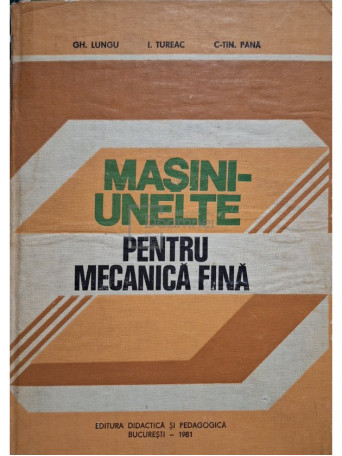 GH. LUNGU I. TUREAC C-TIN. PANĂ
MAȘINI-
UNELTE
PENTRU
MECANICĂ FINĂ
EDITURA DIDACTICĂ ȘI PEDAGOGICĂ
BUCUREȘTI – 1981